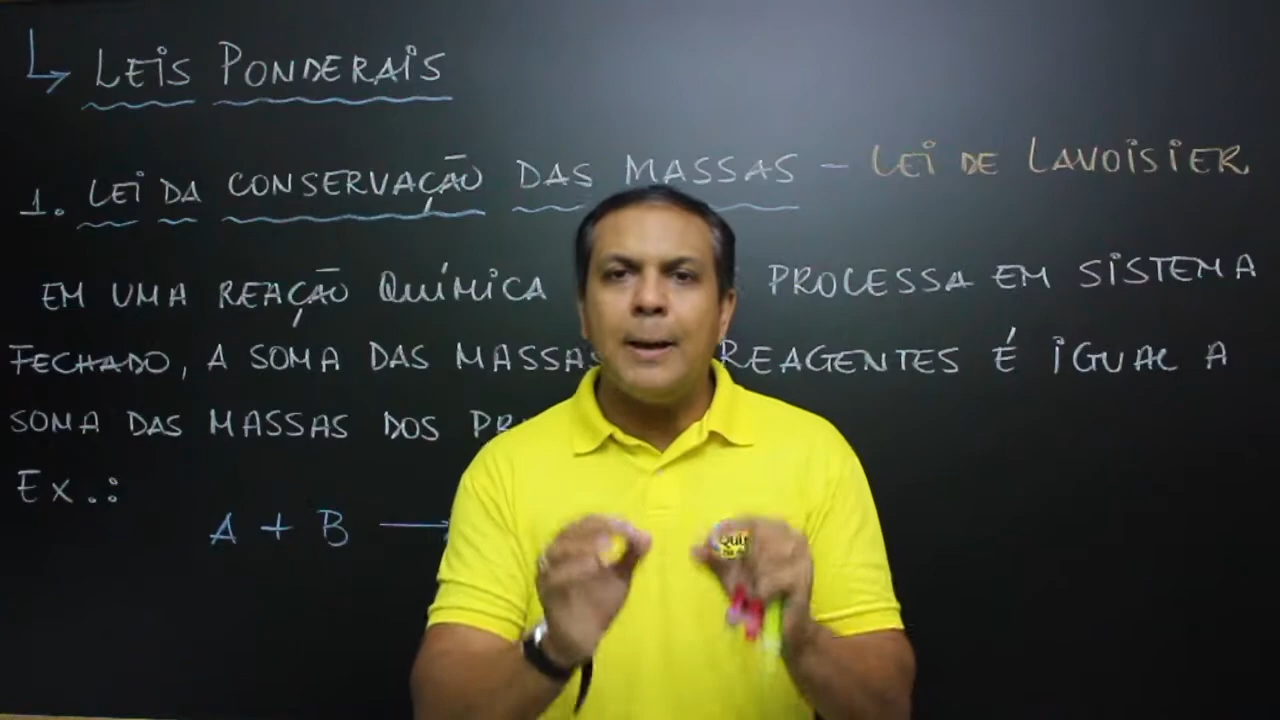 ↳ LEIS PONDERAIS
1. LEI DA CONSERVAÇÃO DAS MASSAS – LEI DE LAVOISIER
EM UMA REAÇÃO QUÍMICA PROCESSA EM SISTEMA
FECHADO, A SOMA DAS MASSAS REAGENTES É IGUAL A
SOMA DAS MASSAS DOS PR
Ex.:
A + B →